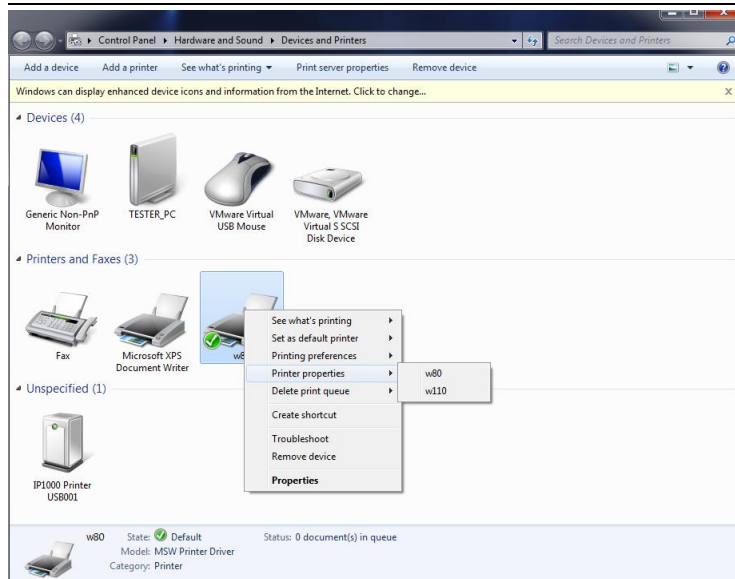 Control Panel ▸ Hardware and Sound ▸ Devices and Printers
Search Devices and Printers
Add a device Add a printer See what's printing Print server properties Remove device
Windows can display enhanced device icons and information from the Internet. Click to change...
Devices (4)
Generic Non-PnP
Monitor
TESTER_PC
VMware Virtual
USB Mouse
VMware, VMware
Virtual S SCSI
Disk Device
Printers and Faxes (3)
Fax
Microsoft XPS
Document Writer
See what's printing
Set as default printer
Printing preferences
Printer properties
Delete print queue
Create shortcut
Troubleshoot
Remove device
Properties
w80
w110
Unspecified (1)
IP1000 Printer
USB001
w80 State: Default Status: 0 document(s) in queue
Model: MSW Printer Driver
Category: Printer